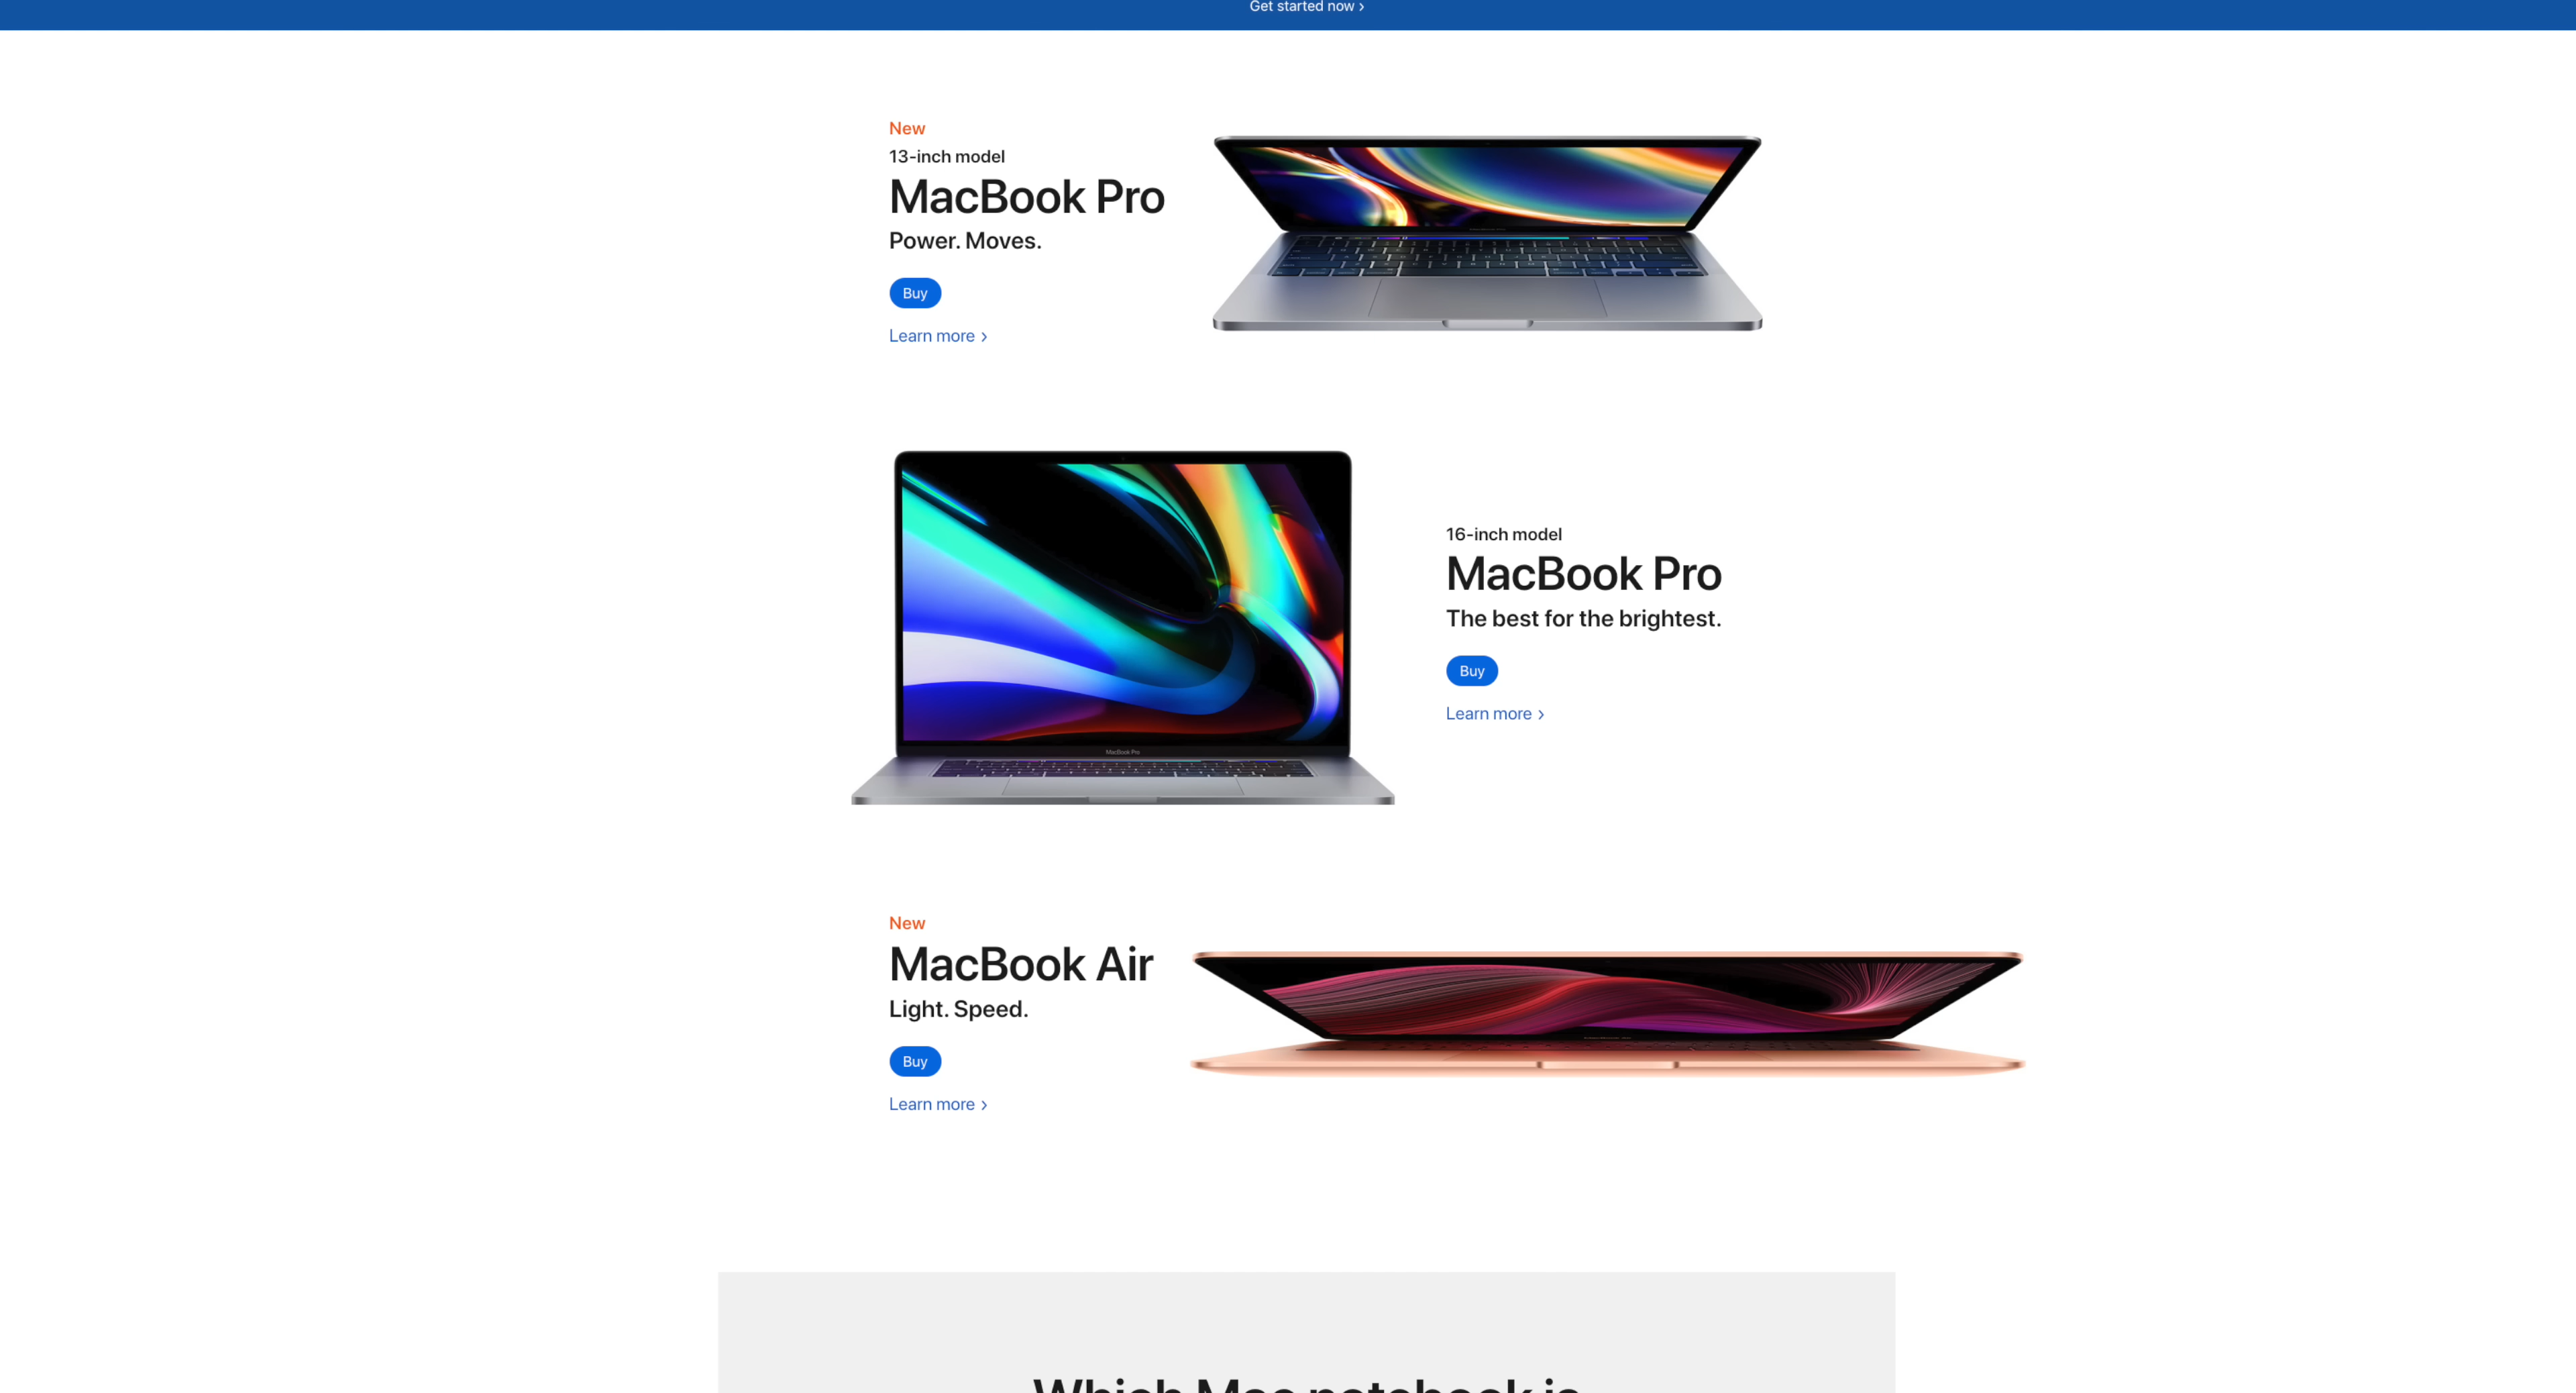 Get started now >
New
13-inch model
MacBook Pro
Power. Moves.
Buy
Learn more >
MacBook Pro
16-inch model
MacBook Pro
The best for the brightest.
Buy
Learn more >
New
MacBook Air
Light. Speed.
Buy
Learn more >
Which Mac notebook is